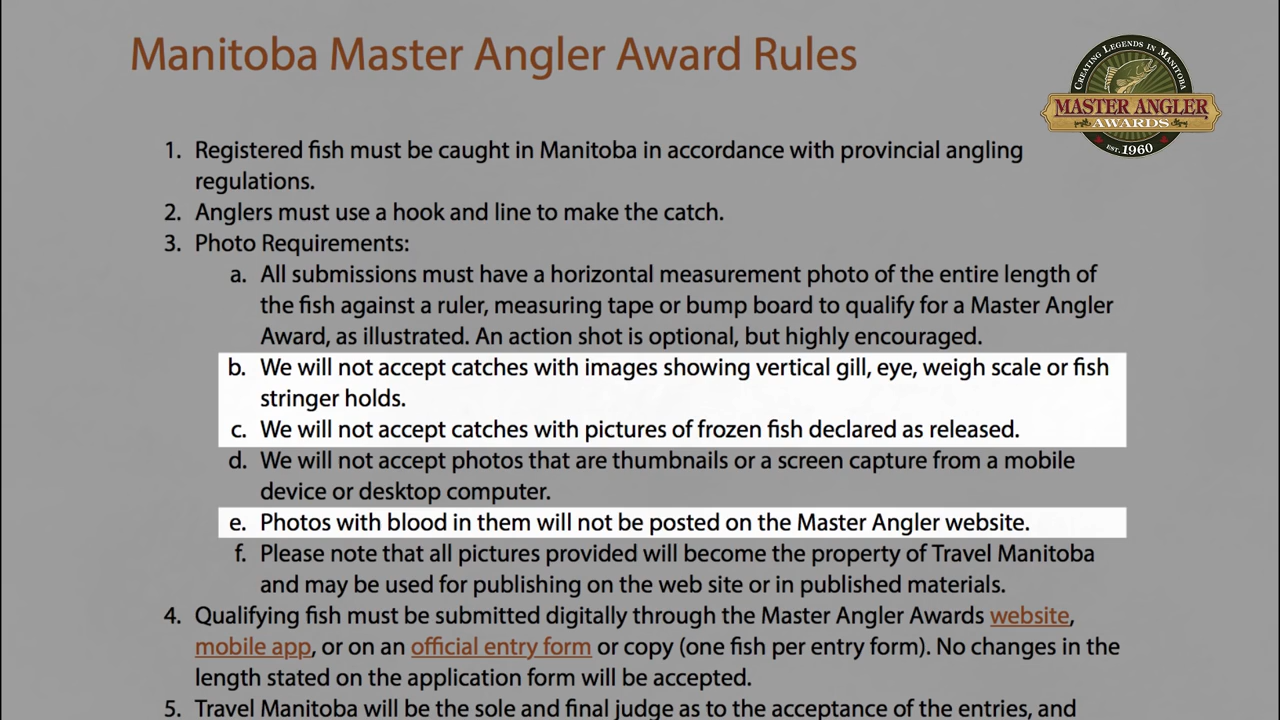 Manitoba Master Angler Award Rules
CREATING LEGENDS IN MANITOBA
MASTER ANGLER
AWARDS
EST. 1960
1. Registered fish must be caught in Manitoba in accordance with provincial angling
regulations.
2. Anglers must use a hook and line to make the catch.
3. Photo Requirements:
a. All submissions must have a horizontal measurement photo of the entire length of
the fish against a ruler, measuring tape or bump board to qualify for a Master Angler
Award, as illustrated. An action shot is optional, but highly encouraged.
b. We will not accept catches with images showing vertical gill, eye, weigh scale or fish
stringer holds.
c. We will not accept catches with pictures of frozen fish declared as released.
d. We will not accept photos that are thumbnails or a screen capture from a mobile
device or desktop computer.
e. Photos with blood in them will not be posted on the Master Angler website.
f. Please note that all pictures provided will become the property of Travel Manitoba
and may be used for publishing on the web site or in published materials.
4. Qualifying fish must be submitted digitally through the Master Angler Awards website,
mobile app, or on an official entry form or copy (one fish per entry form). No changes in the
length stated on the application form will be accepted.
5. Travel Manitoba will be the sole and final judge as to the acceptance of the entries, and